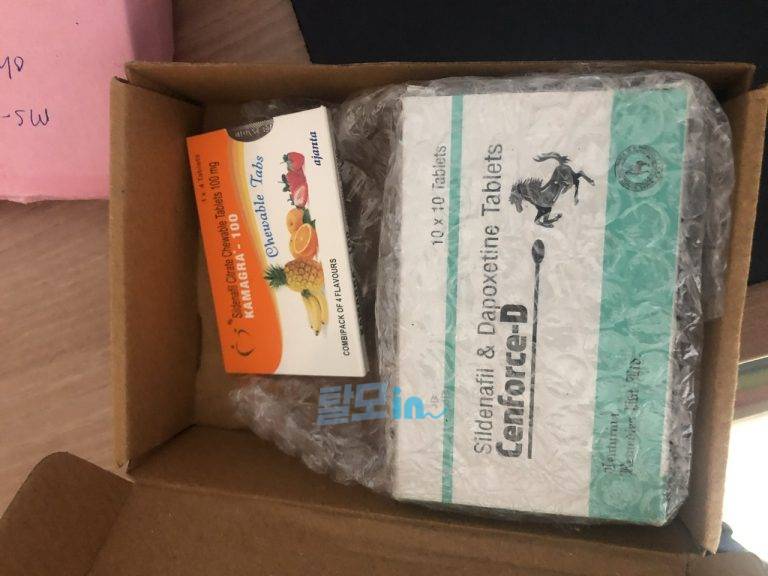 1 x 4 Tablets
Sildenafil Citrate Chewable Tablets 100 mg
KAMAGRA - 100
Chewable Tabs
ajanta
COMBIPACK OF 4 FLAVOURS
10 x 10 Tablets
Sildenafil & Dapoxetine Tablets
Cenforce-D
탈모in